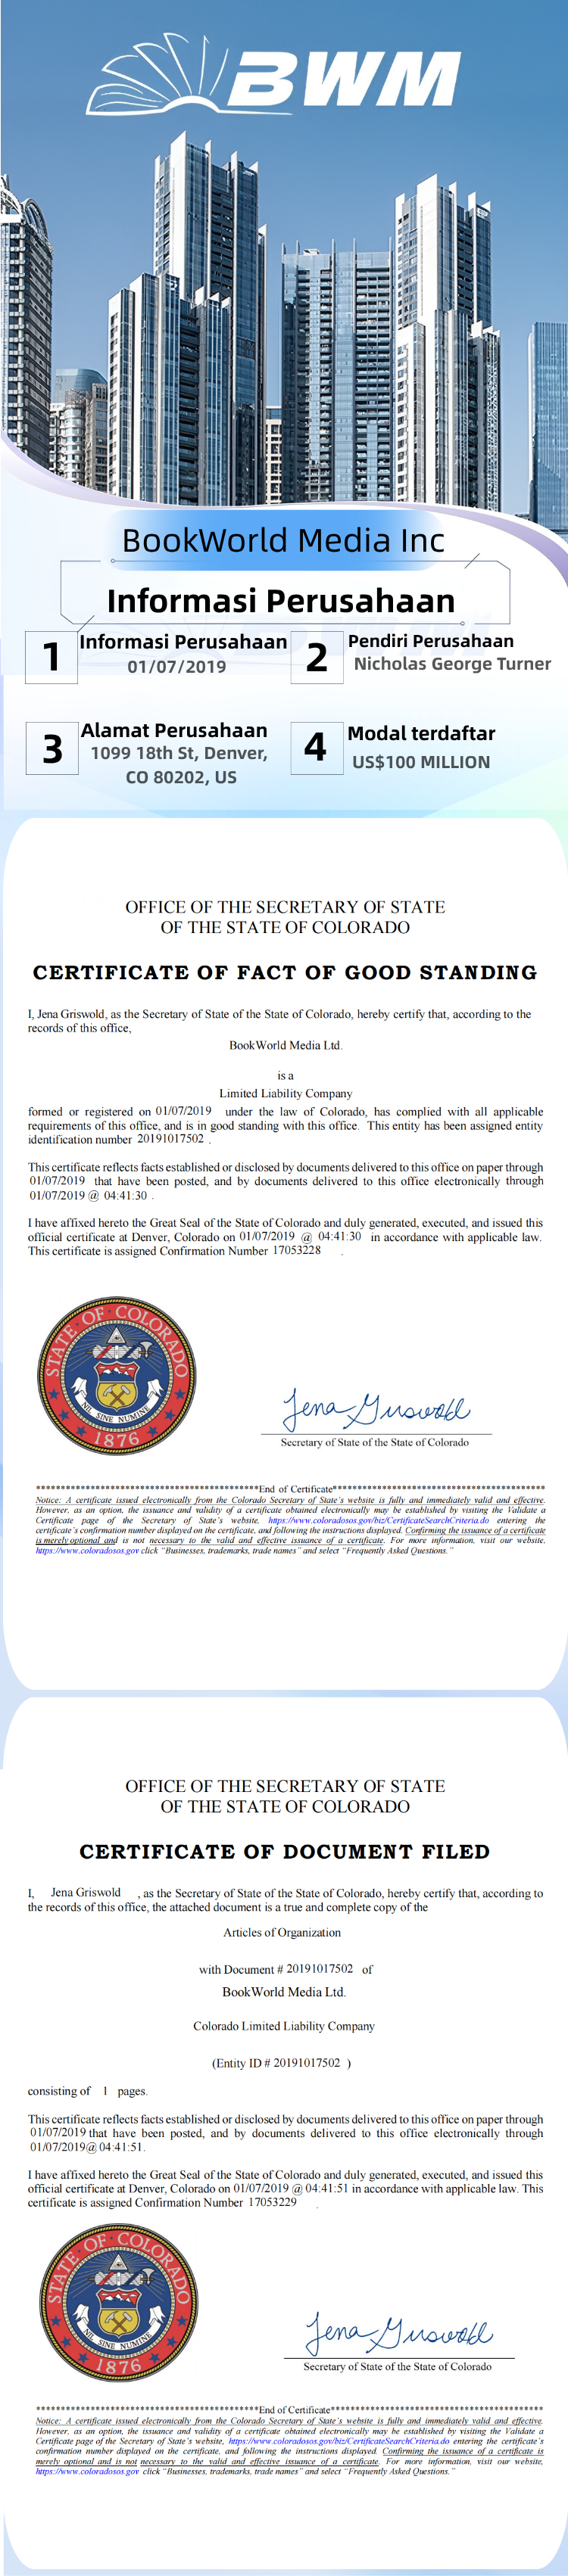 BWM
BookWorld Media Inc
Informasi Perusahaan
1
Informasi Perusahaan
01/07/2019
2
Pendiri Perusahaan
Nicholas George Turner
3
Alamat Perusahaan
1099 18th St, Denver,
CO 80202, US
4
Modal terdaftar
US$100 MILLION
OFFICE OF THE SECRETARY OF STATE
OF THE STATE OF COLORADO
CERTIFICATE OF FACT OF GOOD STANDING
I, Jena Griswold, as the Secretary of State of the State of Colorado, hereby certify that, according to the
records of this office,
BookWorld Media Ltd.
is a
Limited Liability Company
formed or registered on 01/07/2019 under the law of Colorado, has complied with all applicable
requirements of this office, and is in good standing with this office. This entity has been assigned entity
identification number 20191017502 .
This certificate reflects facts established or disclosed by documents delivered to this office on paper through
01/07/2019 that have been posted, and by documents delivered to this office electronically through
01/07/2019 @ 04:41:30 .
I have affixed hereto the Great Seal of the State of Colorado and duly generated, executed, and issued this
official certificate at Denver, Colorado on 01/07/2019 @ 04:41:30 in accordance with applicable law.
This certificate is assigned Confirmation Number 17053228 .
STATE OF COLORADO
NIL SINE NUMINE
1876
Jena Griswold
Secretary of State of the State of Colorado
*********************************************End of Certificate*******************************************
Notice: A certificate issued electronically from the Colorado Secretary of State's website is fully and immediately valid and effective.
However, as an option, the issuance and validity of a certificate obtained electronically may be established by visiting the Validate a
Certificate page of the Secretary of State's website, https://www.coloradosos.gov/biz/CertificateSearchCriteria.do entering the
certificate's confirmation number displayed on the certificate, and following the instructions displayed. Confirming the issuance of a certificate
is merely optional and is not necessary to the valid and effective issuance of a certificate. For more information, visit our website,
https://www.coloradosos.gov click "Businesses, trademarks, trade names" and select "Frequently Asked Questions."
OFFICE OF THE SECRETARY OF STATE
OF THE STATE OF COLORADO
CERTIFICATE OF DOCUMENT FILED
I, Jena Griswold , as the Secretary of State of the State of Colorado, hereby certify that, according to
the records of this office, the attached document is a true and complete copy of the
Articles of Organization
with Document # 20191017502 of
BookWorld Media Ltd.
Colorado Limited Liability Company
(Entity ID # 20191017502 )
consisting of 1 pages.
This certificate reflects facts established or disclosed by documents delivered to this office on paper through
01/07/2019 that have been posted, and by documents delivered to this office electronically through
01/07/2019@ 04:41:51.
I have affixed hereto the Great Seal of the State of Colorado and duly generated, executed, and issued this
official certificate at Denver, Colorado on 01/07/2019 @ 04:41:51 in accordance with applicable law. This
certificate is assigned Confirmation Number 17053229 .
STATE OF COLORADO
NIL SINE NUMINE
1876
Jena Griswold
Secretary of State of the State of Colorado
*********************************************End of Certificate*******************************************
Notice: A certificate issued electronically from the Colorado Secretary of State's website is fully and immediately valid and effective.
However, as an option, the issuance and validity of a certificate obtained electronically may be established by visiting the Validate a
Certificate page of the Secretary of State's website, https://www.coloradosos.gov/biz/CertificateSearchCriteria.do entering the certificate's
confirmation number displayed on the certificate, and following the instructions displayed. Confirming the issuance of a certificate is
merely optional and is not necessary to the valid and effective issuance of a certificate. For more information, visit our website,
https://www.coloradosos.gov click "Businesses, trademarks, trade names" and select "Frequently Asked Questions."